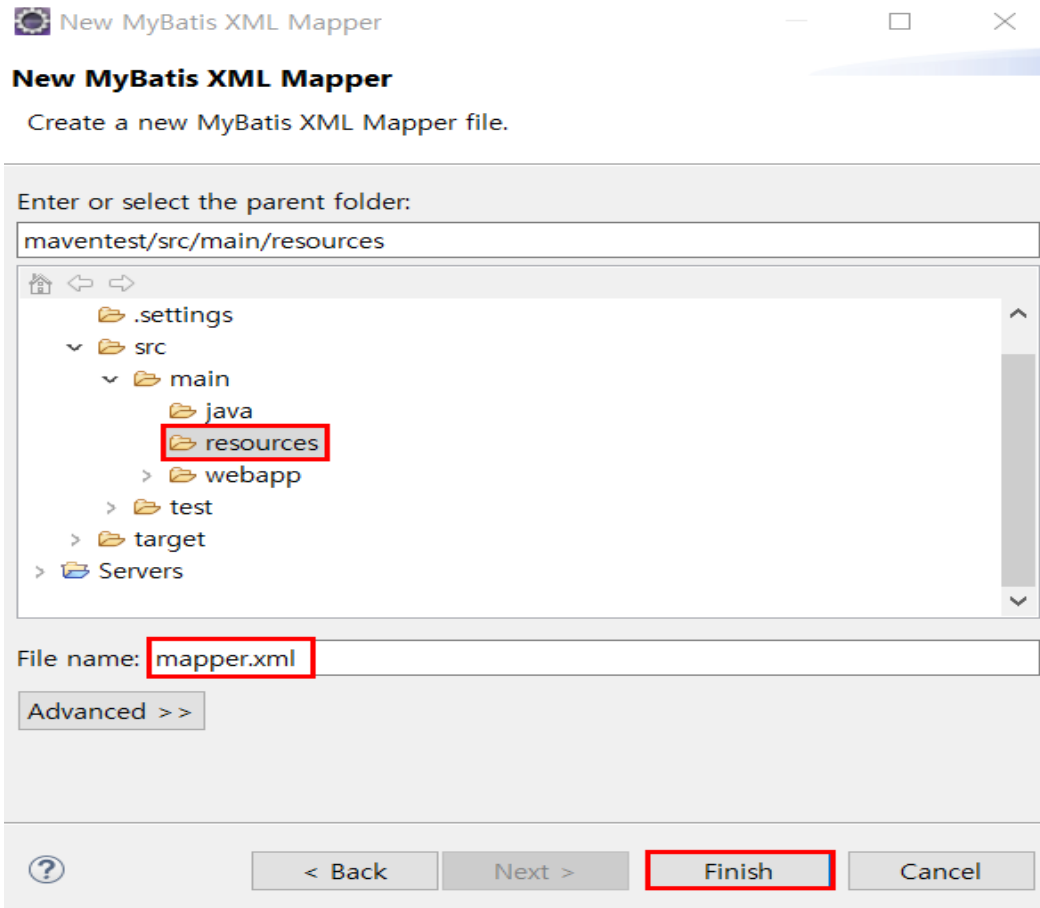 New MyBatis XML Mapper
New MyBatis XML Mapper
Create a new MyBatis XML Mapper file.
Enter or select the parent folder:
maventest/src/main/resources
.settings
src
main
java
resources
webapp
test
target
Servers
File name: mapper.xml
Advanced >>
< Back Next > Finish Cancel